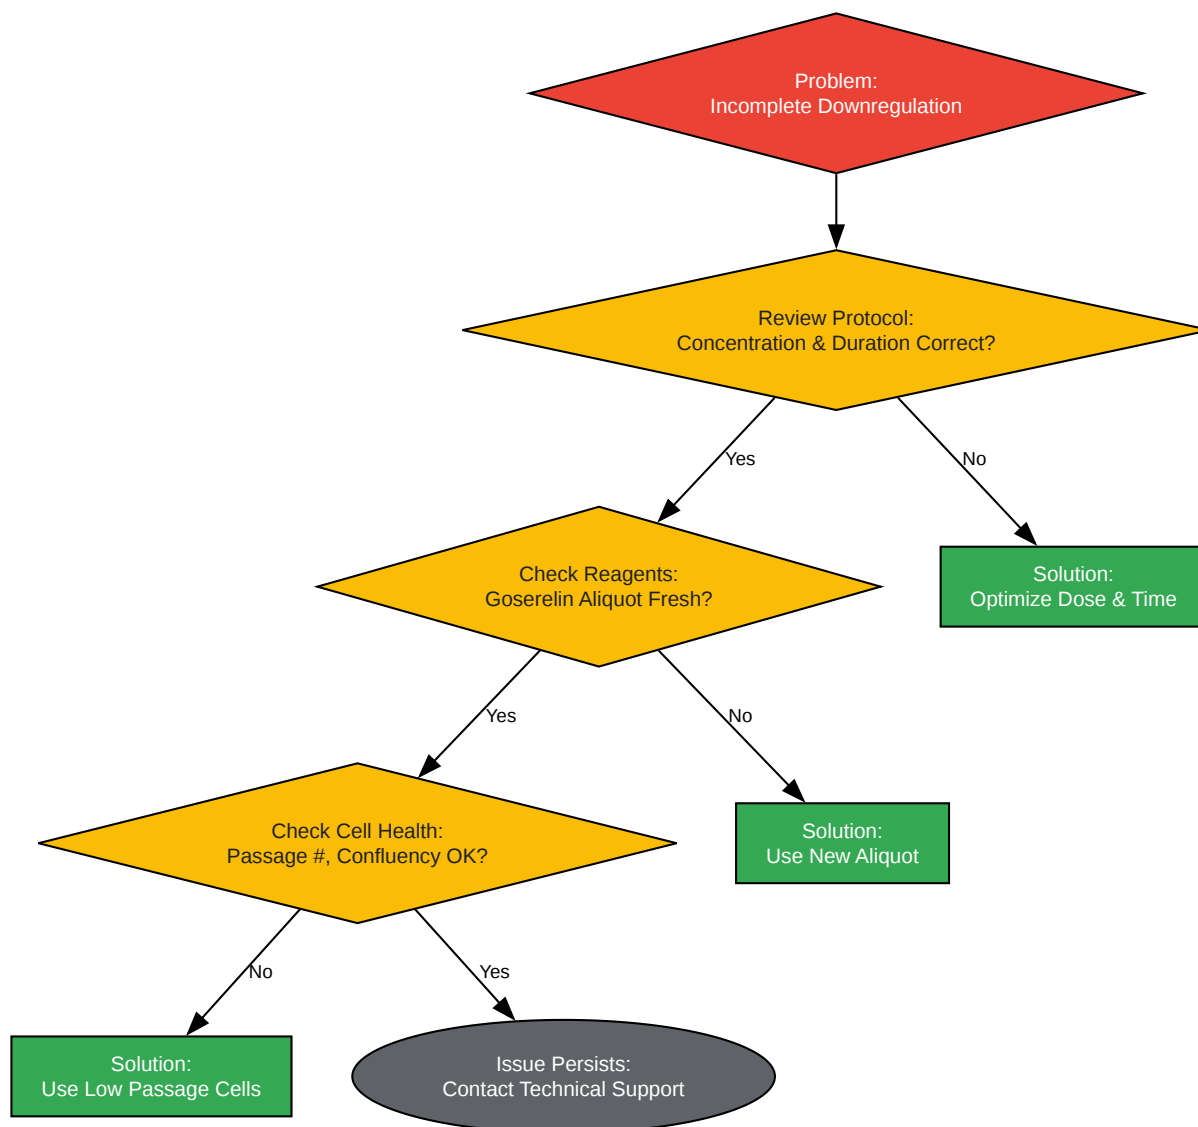 Problem:
Incomplete Downregulation
Review Protocol:
Concentration & Duration Correct?
Yes
No
Check Reagents:
Goserelin Aliquot Fresh?
Solution:
Optimize Dose & Time
Yes
No
Check Cell Health:
Passage #, Confluency OK?
Solution:
Use New Aliquot
No
Yes
Solution:
Use Low Passage Cells
Issue Persists:
Contact Technical Support